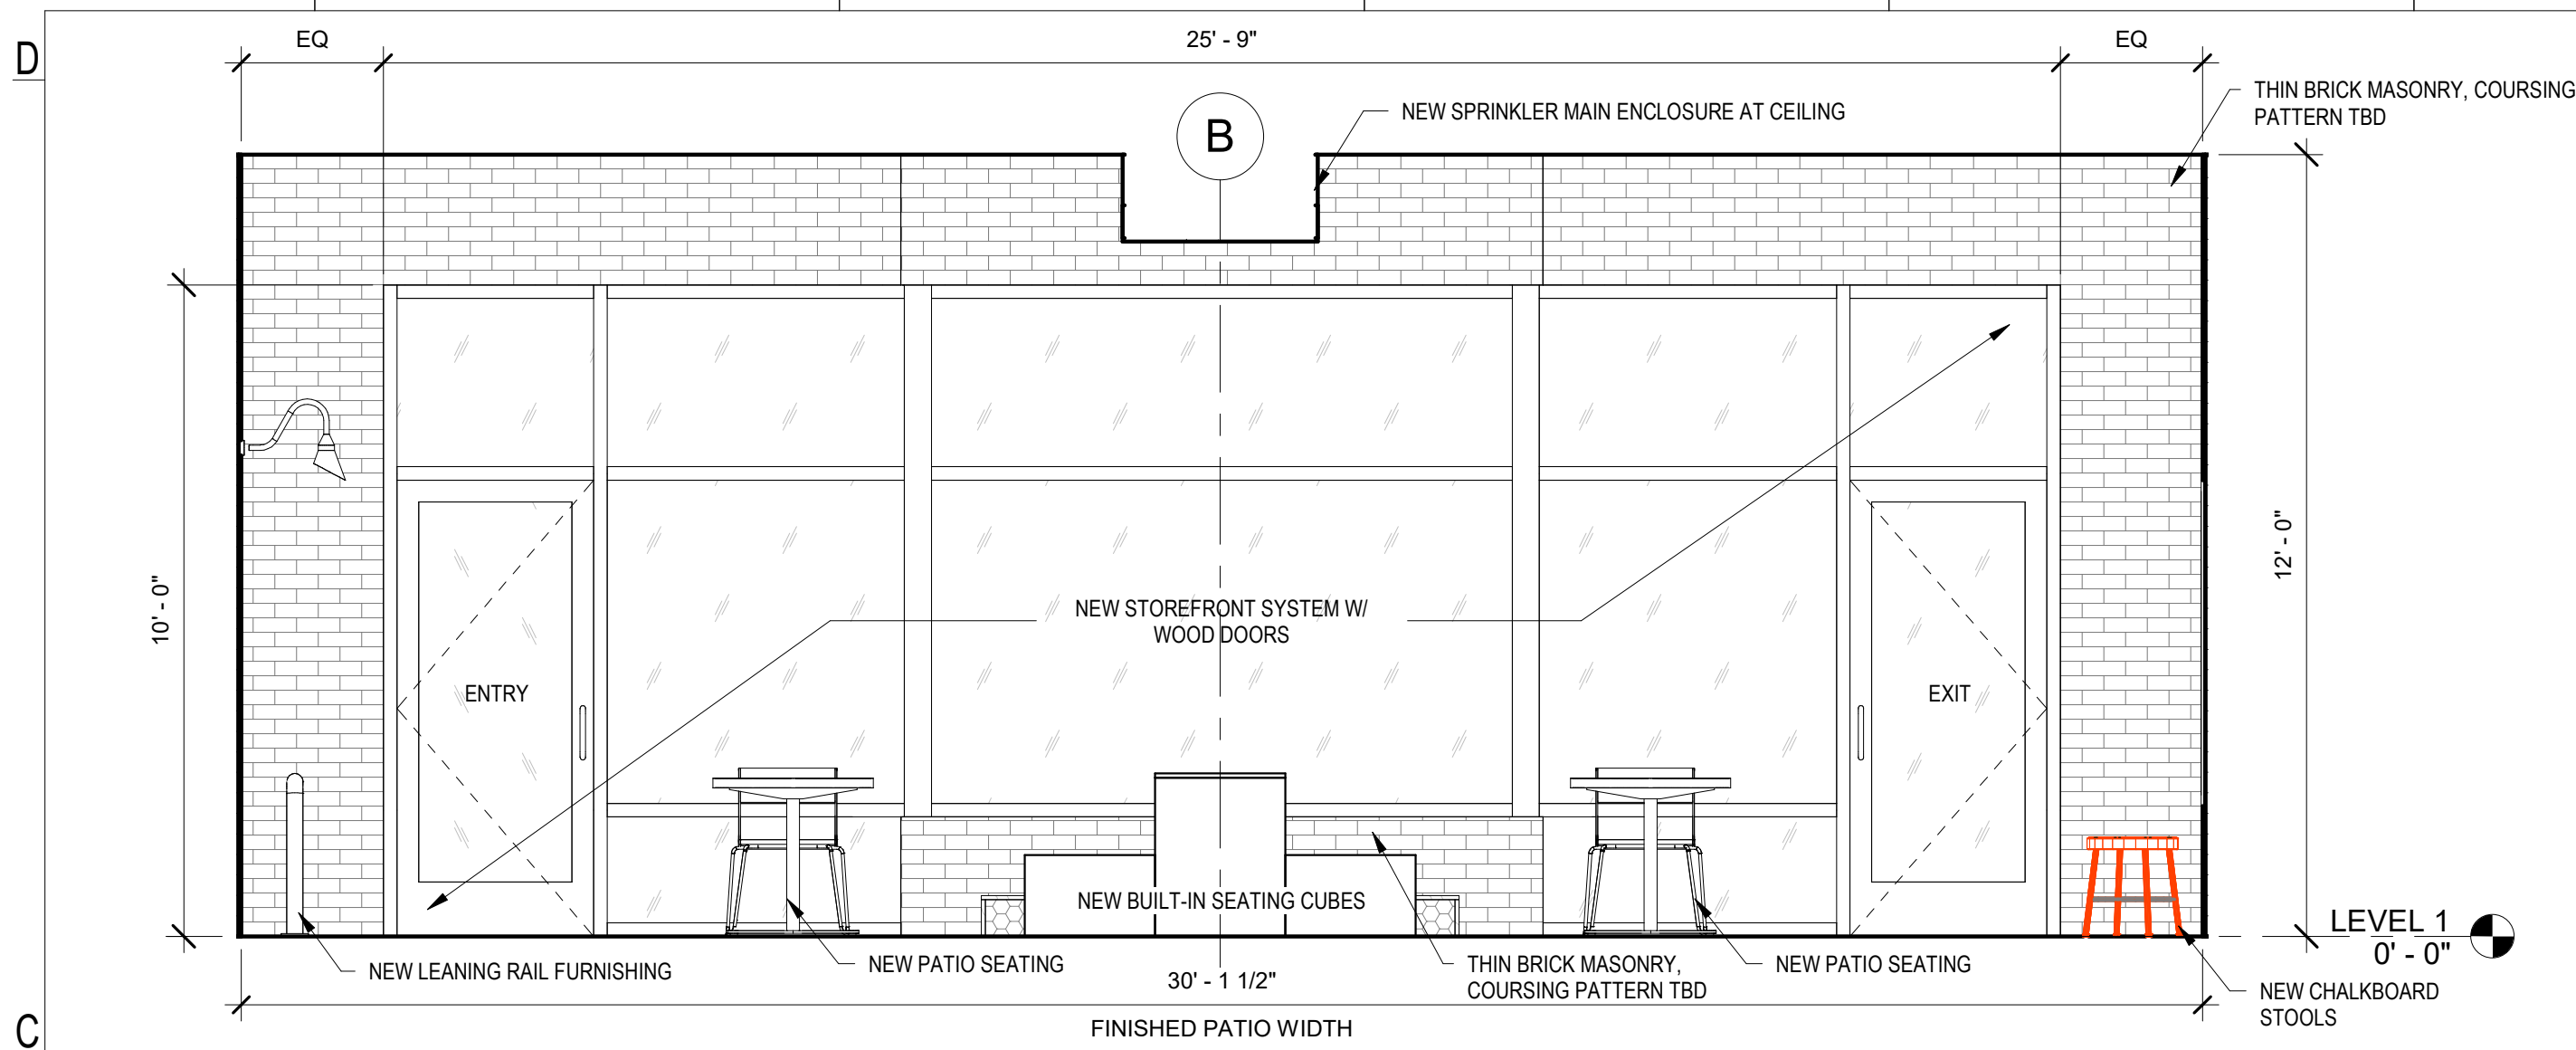 EQ
25' - 9"
EQ
D
NEW SPRINKLER MAIN ENCLOSURE AT CEILING
THIN BRICK MASONRY, COURSING
PATTERN TBD
B
10' - 0"
12' - 0"
NEW STOREFRONT SYSTEM W/
WOOD DOORS
ENTRY
EXIT
NEW BUILT-IN SEATING CUBES
LEVEL 1
0' - 0"
NEW LEANING RAIL FURNISHING
NEW PATIO SEATING
THIN BRICK MASONRY,
COURSING PATTERN TBD
NEW PATIO SEATING
30' - 1 1/2"
NEW CHALKBOARD
STOOLS
C
FINISHED PATIO WIDTH